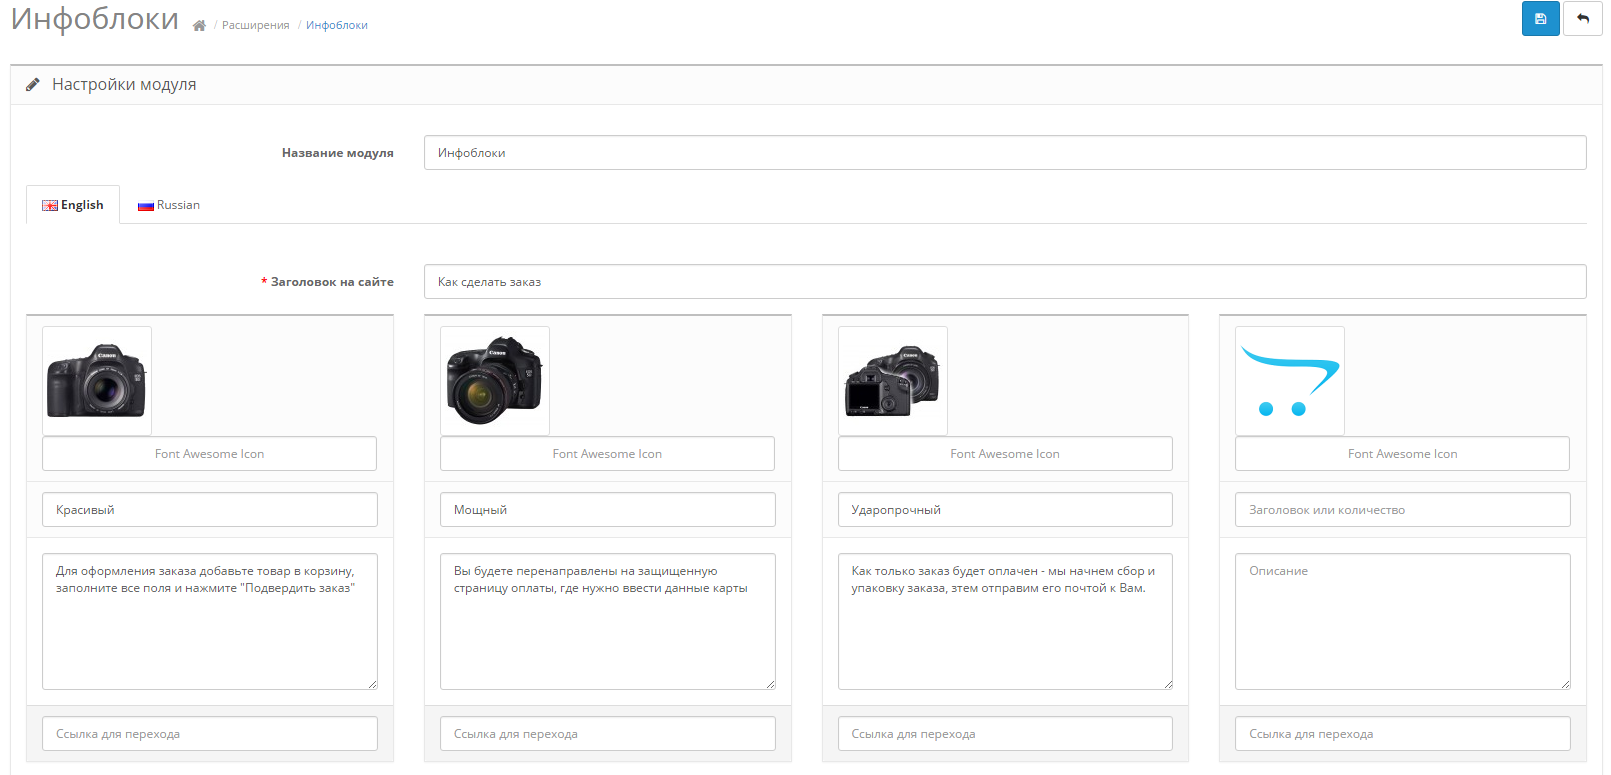 Инфоблоки
/ Расширения / Инфоблоки
Настройки модуля
Название модуля
Инфоблоки
English
Russian
* Заголовок на сайте
Как сделать заказ
Canon
Canon
Canon
Font Awesome Icon
Font Awesome Icon
Font Awesome Icon
Font Awesome Icon
Красивый
Мощный
Ударопрочный
Заголовок или количество
Для оформления заказа добавьте товар в корзину,
заполните все поля и нажмите "Подвердить заказ"
Вы будете перенаправлены на защищенную
страницу оплаты, где нужно ввести данные карты
Как только заказ будет оплачен - мы начнем сбор и
упаковку заказа, зтем отправим его почтой к Вам.
Описание
Ссылка для перехода
Ссылка для перехода
Ссылка для перехода
Ссылка для перехода